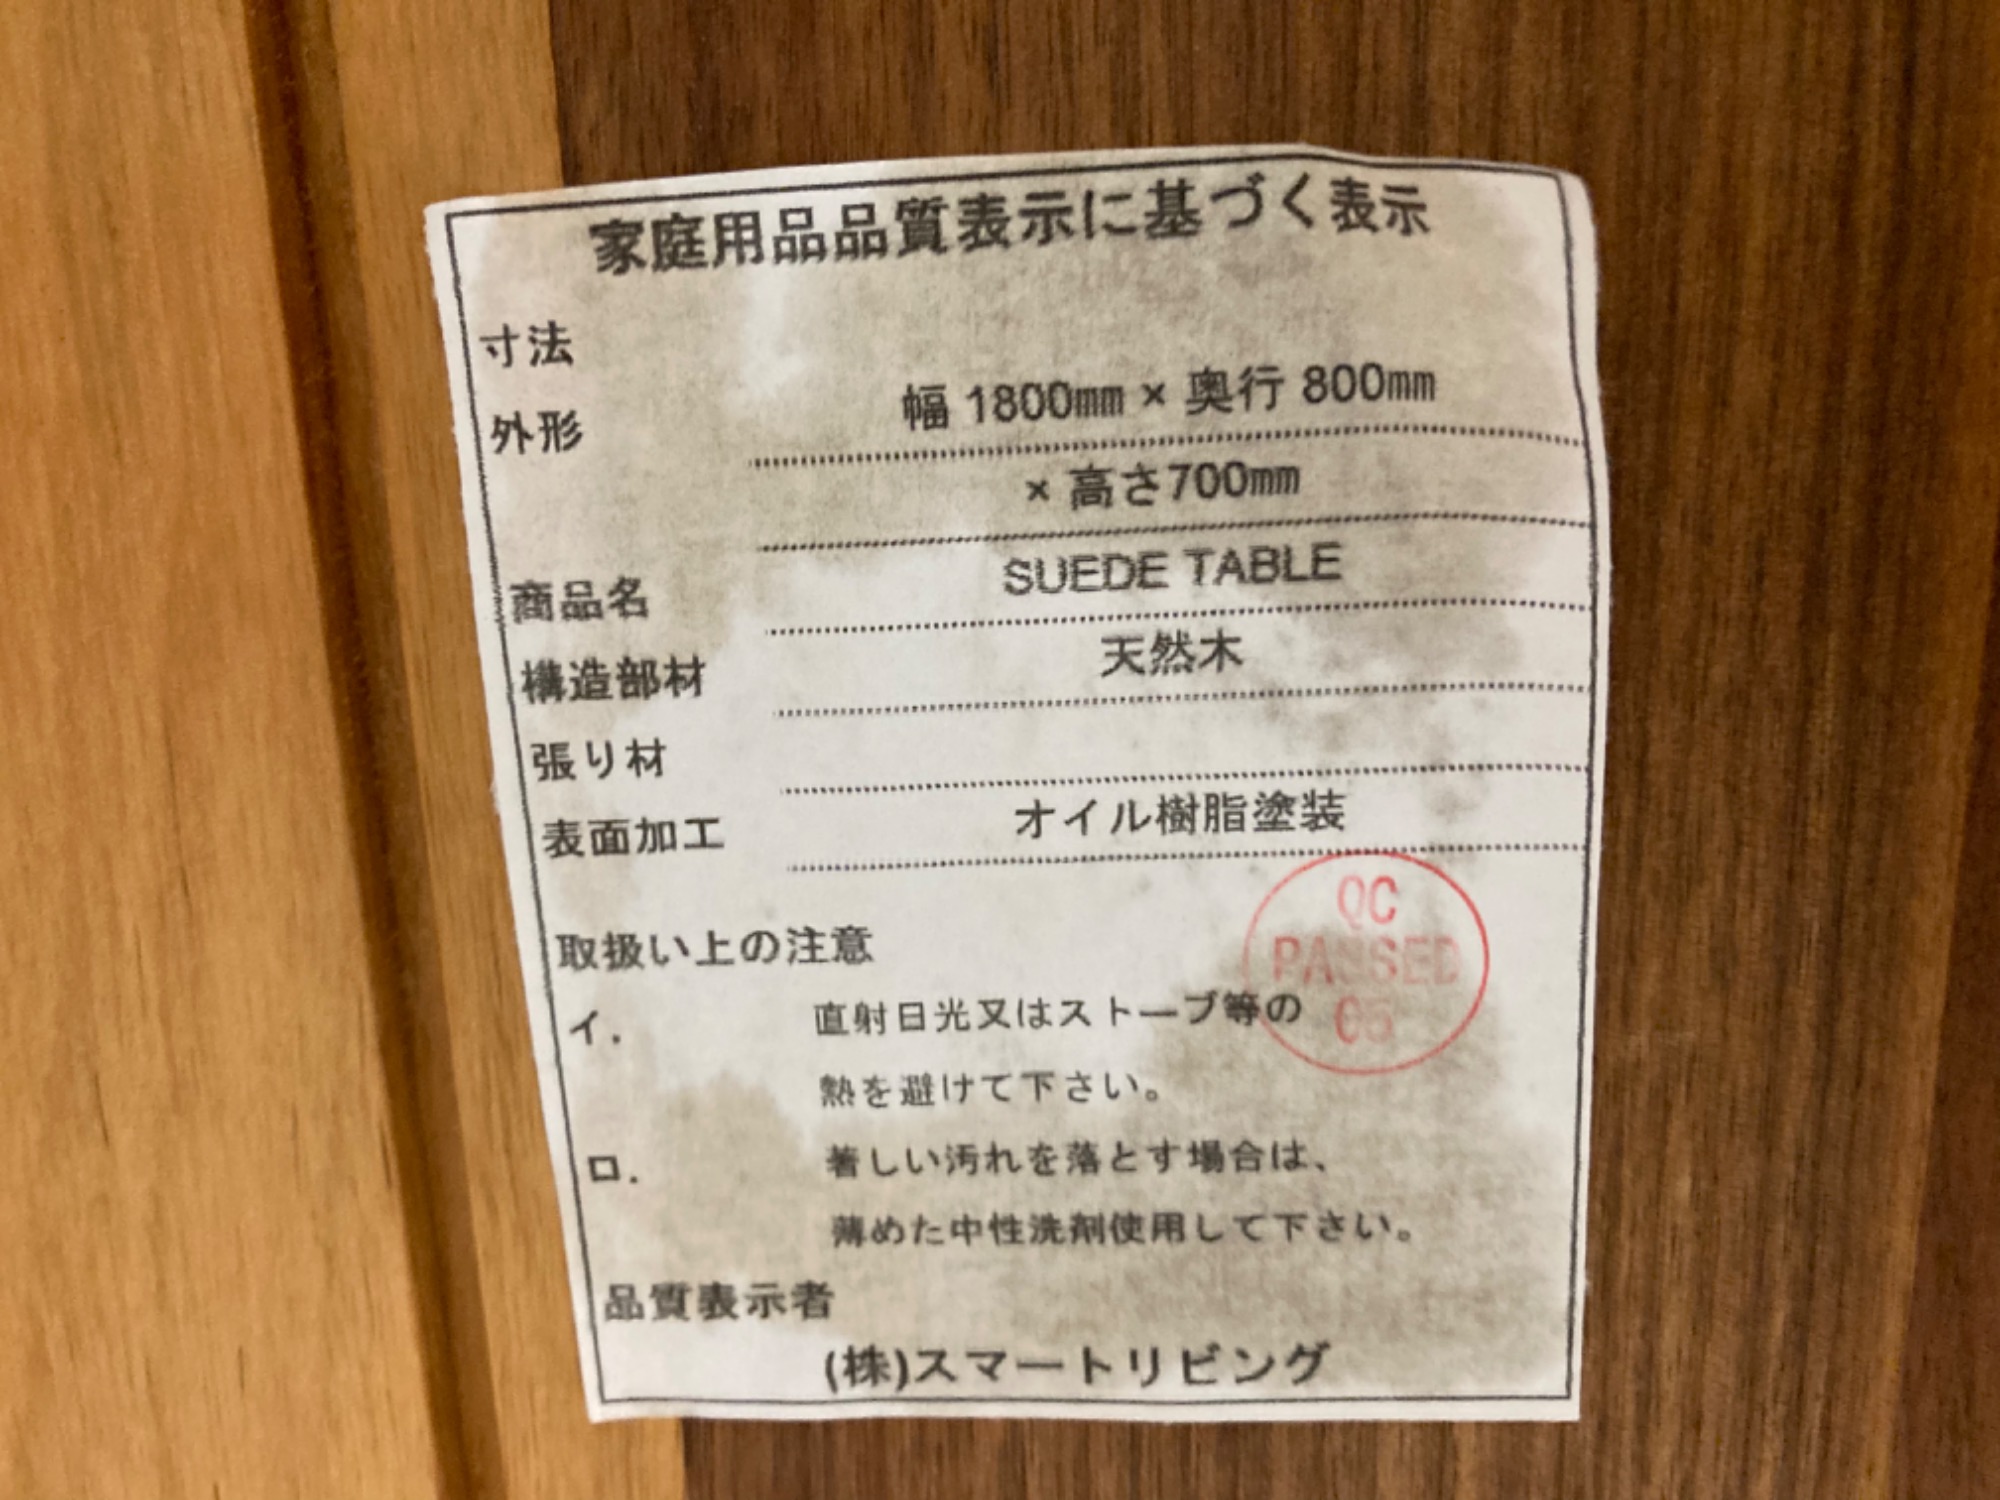 家庭用品品質表示に基づく表示
寸法
外形 幅 1800㎜ × 奥行 800㎜
× 高さ700㎜
商品名 SUEDE TABLE
構造部材 天然木
張り材
表面加工 オイル樹脂塗装
取扱い上の注意
QC
PASSED
05
イ. 直射日光又はストーブ等の
熱を避けて下さい。
ロ. 著しい汚れを落とす場合は、
薄めた中性洗剤使用して下さい。
品質表示者
(株)スマートリビング